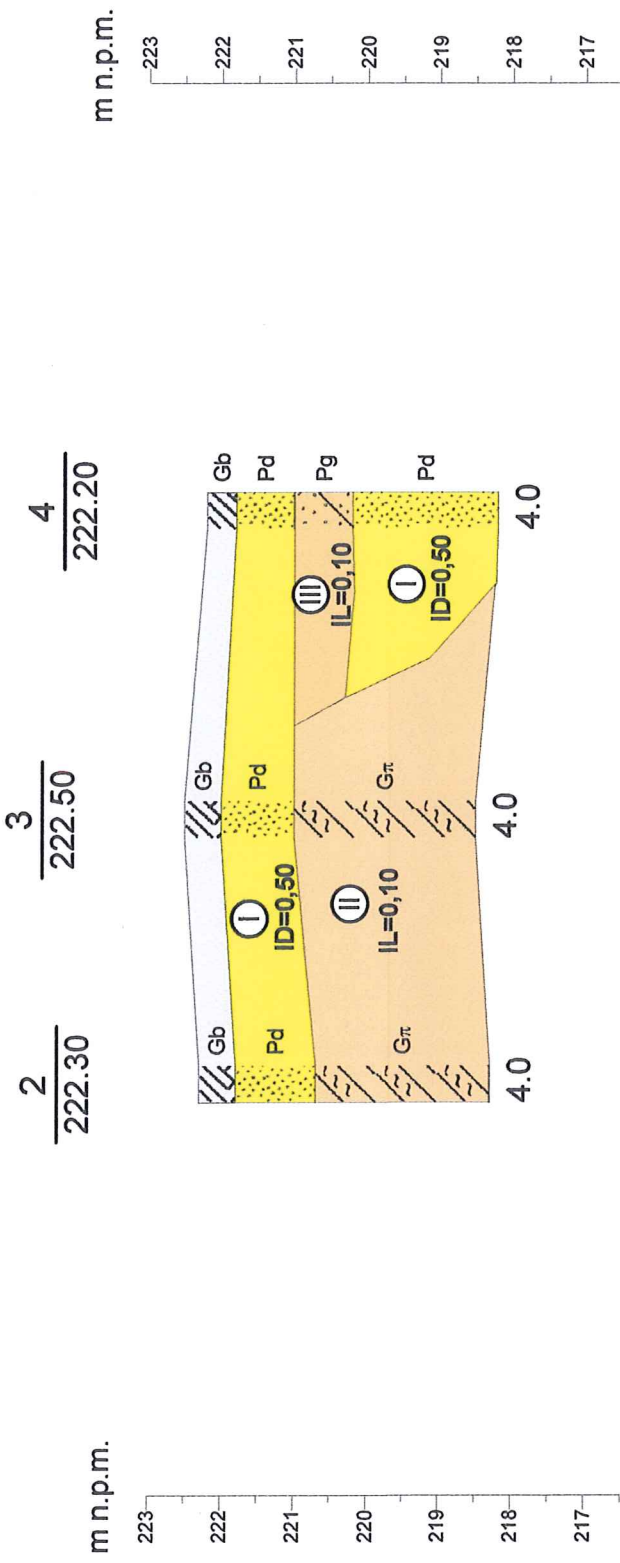 m n.p.m.
223
222
221
220
219
218
217
2
222.30
Gb
Pd
Gπ
4.0
I
ID=0,50
II
IL=0,10
3
222.50
Gb
Pd
Gπ
4.0
III
IL=0,10
I
ID=0,50
4
222.20
Gb
Pd
Pg
Pd
4.0
m n.p.m.
223
222
221
220
219
218
217